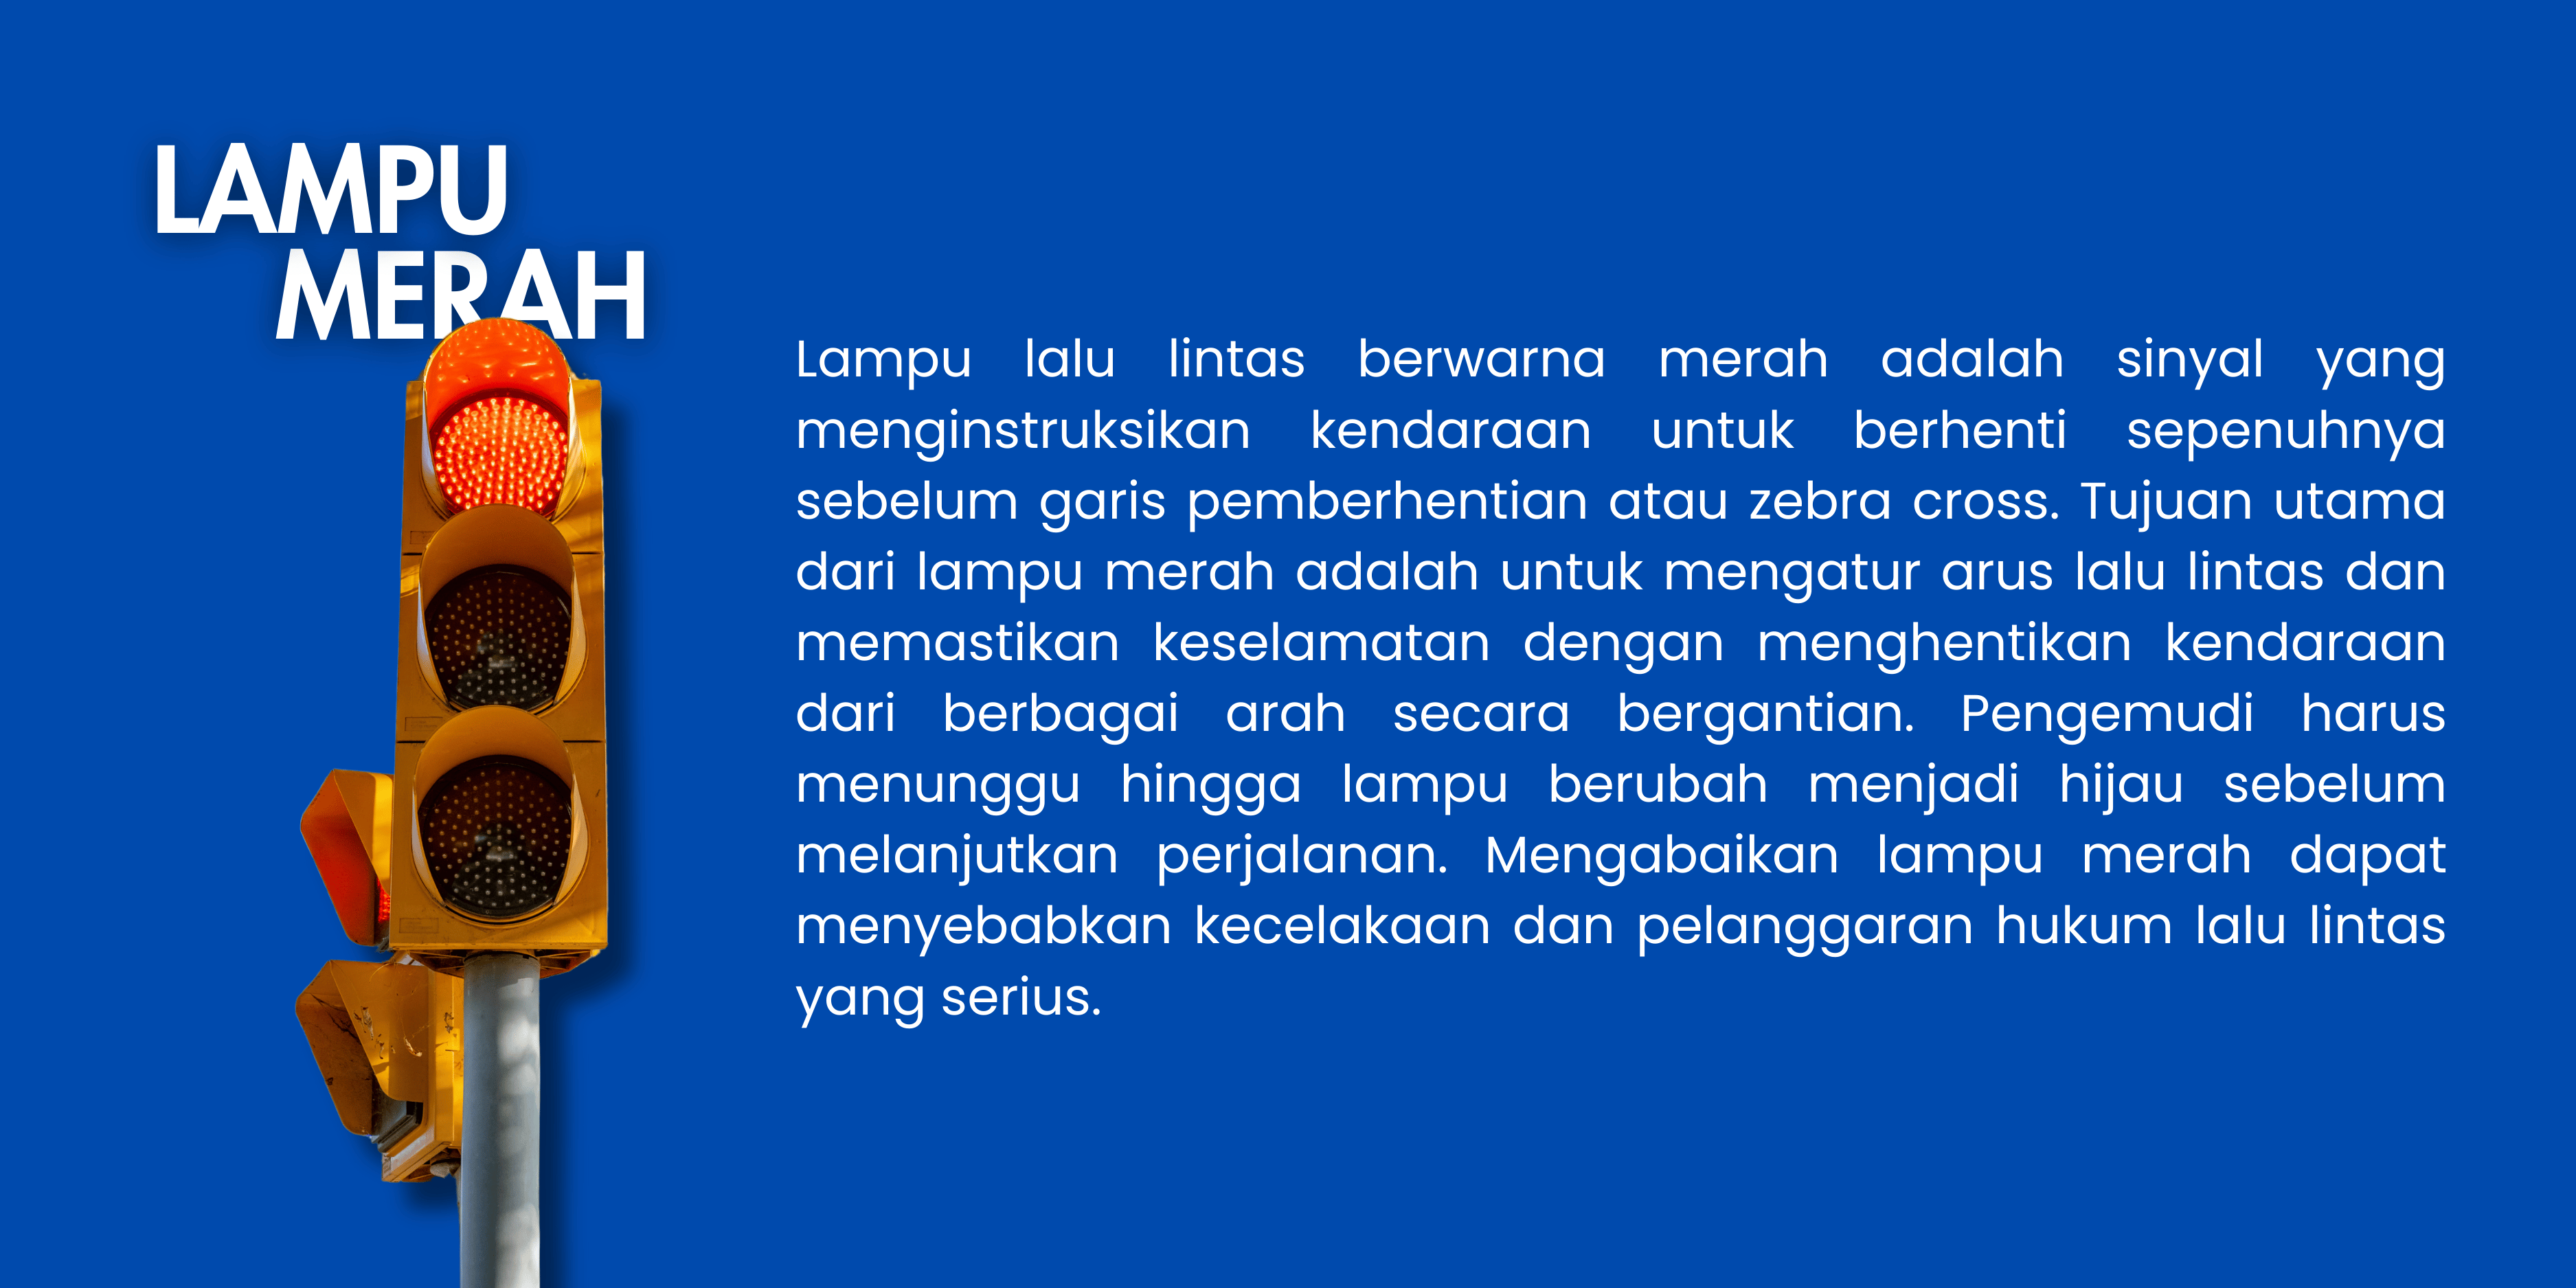 LAMPU
MERAH
Lampu lalu lintas berwarna merah adalah sinyal yang
menginstruksikan kendaraan untuk berhenti sepenuhnya
sebelum garis pemberhentian atau zebra cross. Tujuan utama
dari lampu merah adalah untuk mengatur arus lalu lintas dan
memastikan keselamatan dengan menghentikan kendaraan
dari berbagai arah secara bergantian. Pengemudi harus
menunggu hingga lampu berubah menjadi hijau sebelum
melanjutkan perjalanan. Mengabaikan lampu merah dapat
menyebabkan kecelakaan dan pelanggaran hukum lalu lintas
yang serius.